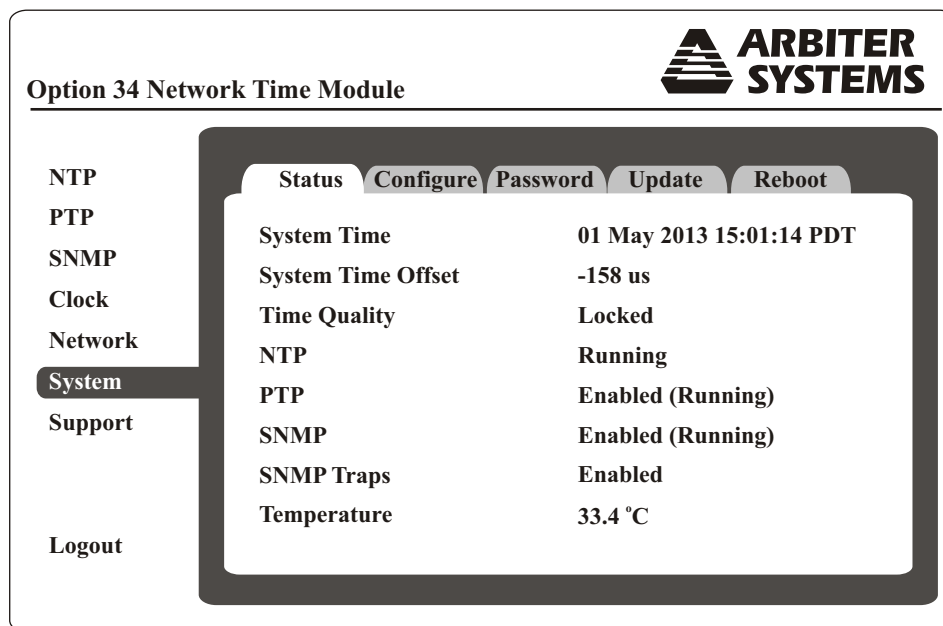 ARBITER
SYSTEMS
Option 34 Network Time Module
NTP
PTP
SNMP
Clock
Network
System
Support
Logout
Status Configure Password Update Reboot
System Time 01 May 2013 15:01:14 PDT
System Time Offset -158 us
Time Quality Locked
NTP Running
PTP Enabled (Running)
SNMP Enabled (Running)
SNMP Traps Enabled
Temperature 33.4 °C